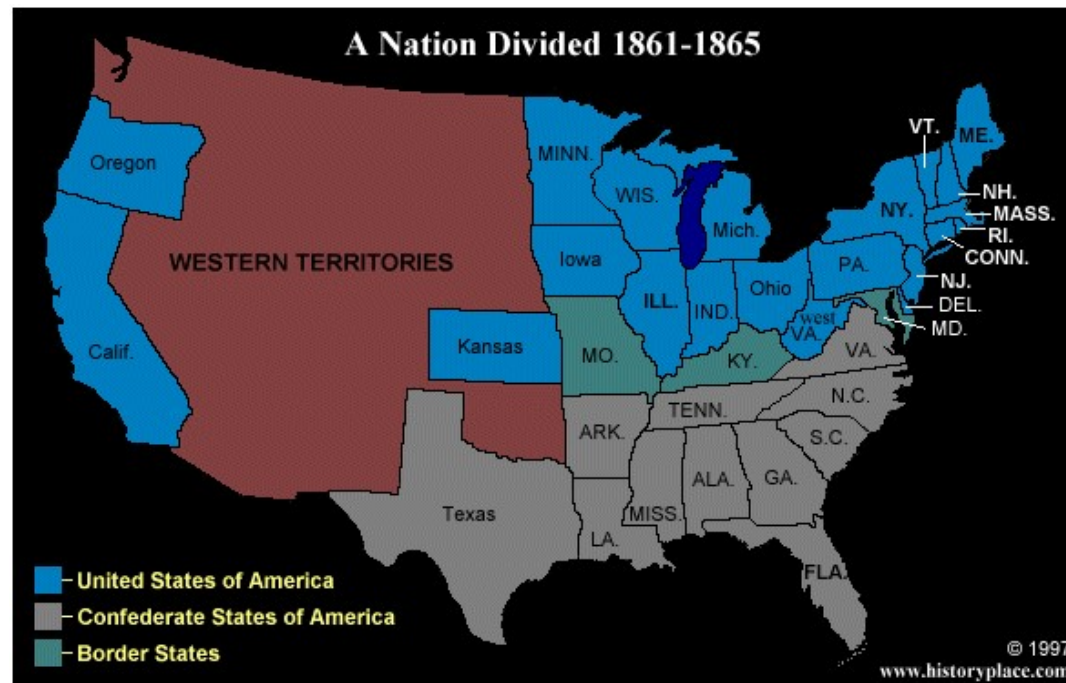 A Nation Divided 1861-1865
VT.
ME.
Oregon
MINN.
NH.
WIS.
NY.
MASS.
Mich.
RI.
CONN.
WESTERN TERRITORIES
Iowa
PA.
NJ.
Ohio
ILL.
IND.
DEL.
west
VA.
MD.
Calif.
Kansas
MO.
KY.
VA.
TENN.
N.C.
ARK.
S.C.
Texas
MISS.
ALA.
GA.
LA.
FLA.
United States of America
Confederate States of America
Border States
© 1997
www.historyplace.com